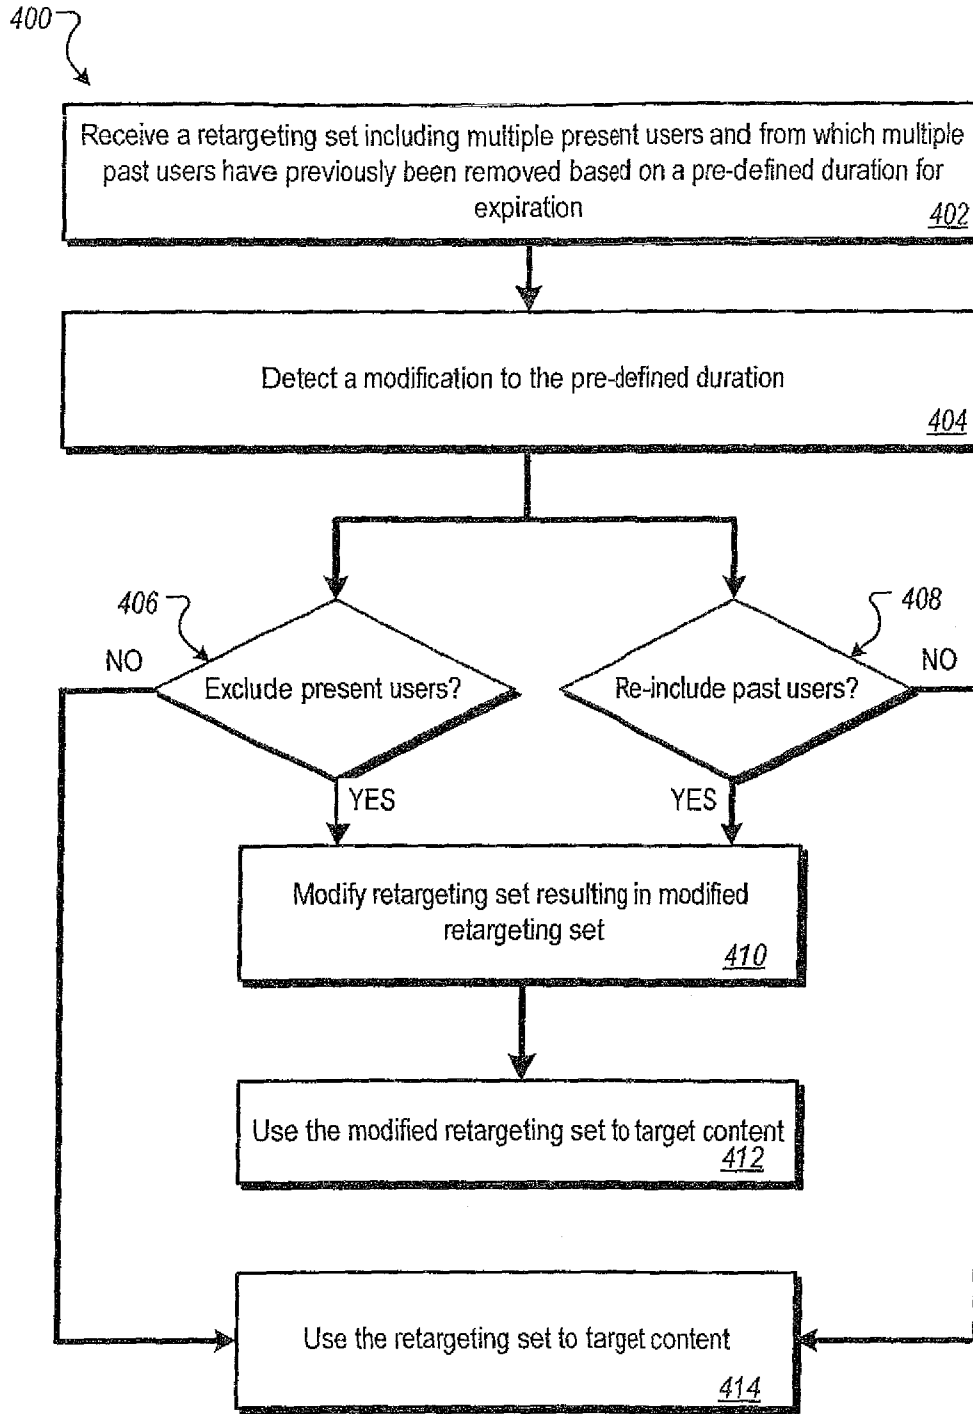 400
Receive a retargeting set including multiple present users and from which multiple
past users have previously been removed based on a pre-defined duration for
expiration
402
Detect a modification to the pre-defined duration
404
406
408
NO
NO
Exclude present users?
Re-include past users?
YES
YES
Modify retargeting set resulting in modified
retargeting set
410
Use the modified retargeting set to target content
412
Use the retargeting set to target content
414